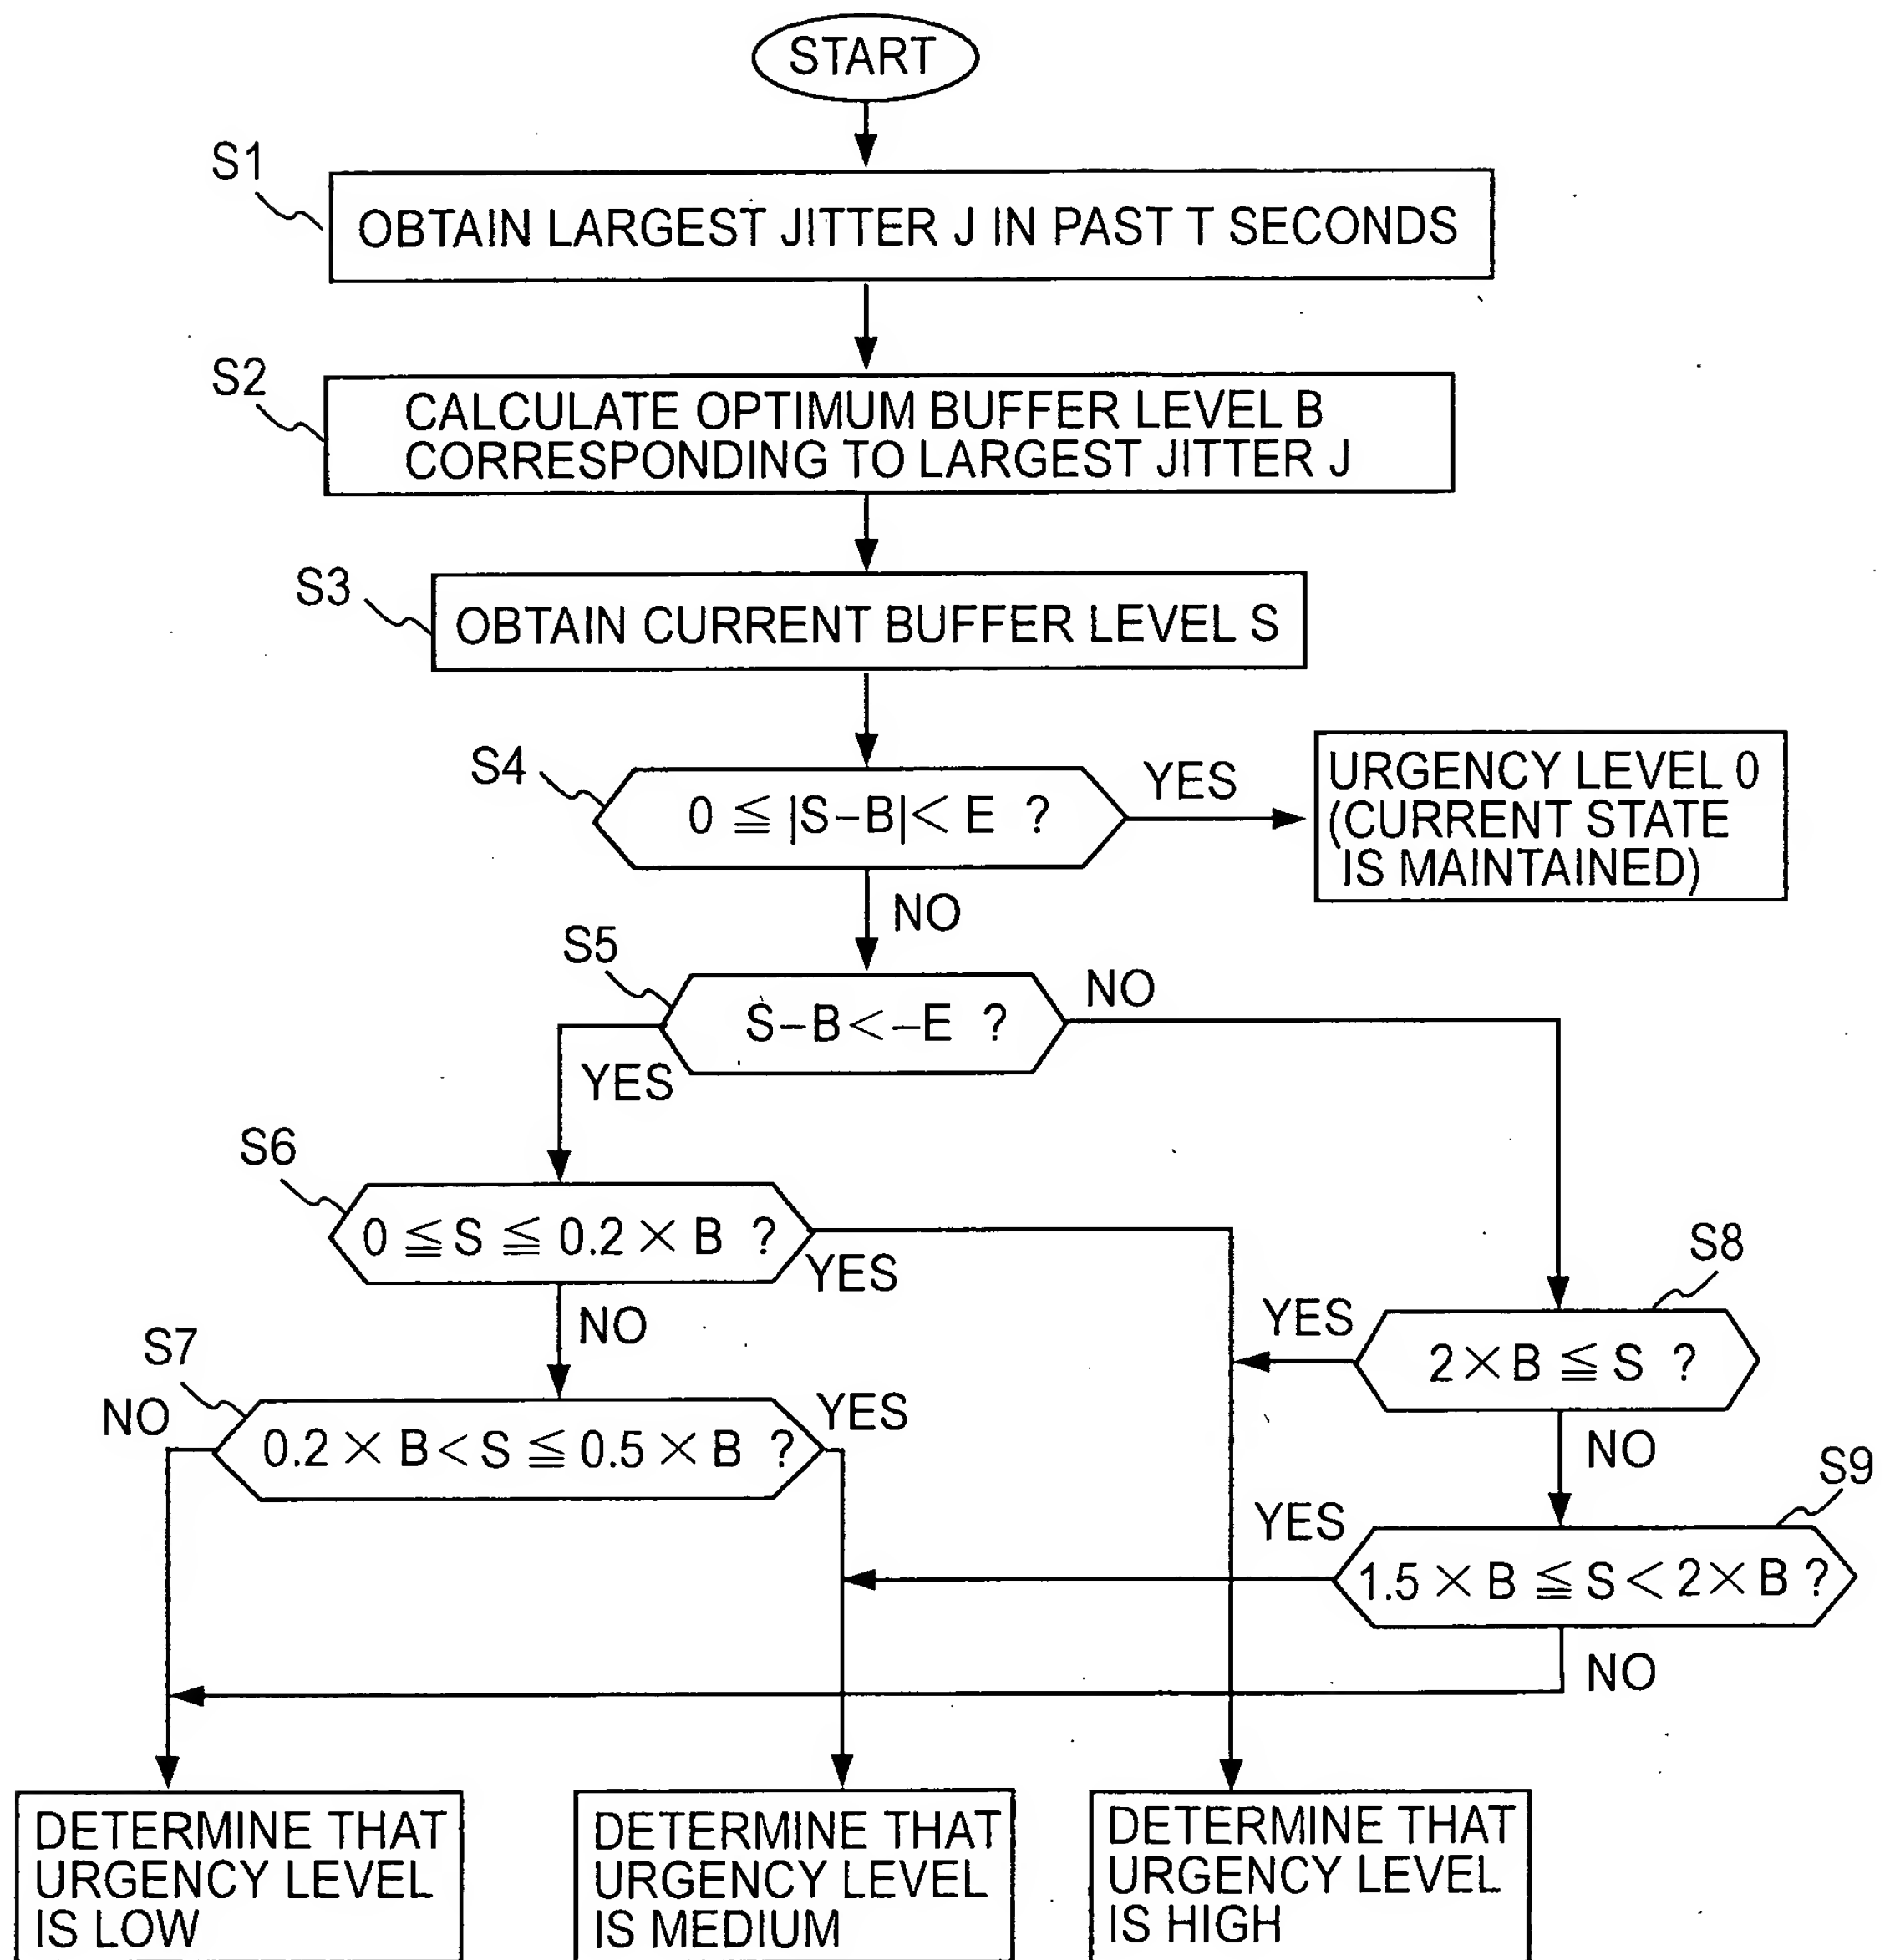 START
S1
OBTAIN LARGEST JITTER J IN PAST T SECONDS
S2
CALCULATE OPTIMUM BUFFER LEVEL B
CORRESPONDING TO LARGEST JITTER J
S3
OBTAIN CURRENT BUFFER LEVEL S
S4
0 ≦ |S–B|< E ?
YES
URGENCY LEVEL 0
(CURRENT STATE
IS MAINTAINED)
NO
S5
S–B<–E ?
NO
YES
S6
0 ≦ S ≦ 0.2 × B ?
YES
NO
S8
YES
2×B ≦ S ?
NO
S7
NO
0.2 × B<S ≦ 0.5 × B ?
YES
S9
YES
1.5 × B ≦ S< 2× B ?
NO
DETERMINE THAT
URGENCY LEVEL
IS LOW
DETERMINE THAT
URGENCY LEVEL
IS MEDIUM
DETERMINE THAT
URGENCY LEVEL
IS HIGH